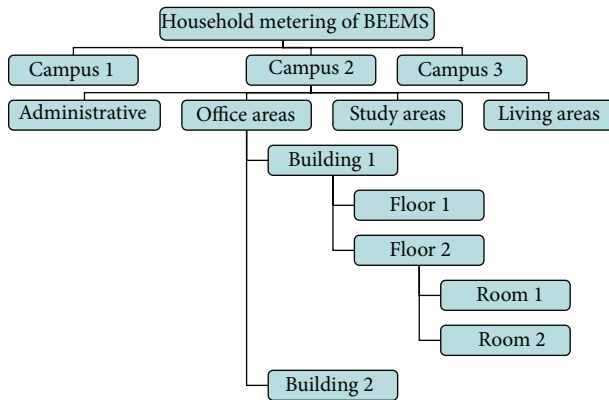 Household metering of BEEMS
Campus 1
Campus 2
Campus 3
Administrative
Office areas
Study areas
Living areas
Building 1
Floor 1
Floor 2
Room 1
Room 2
Building 2